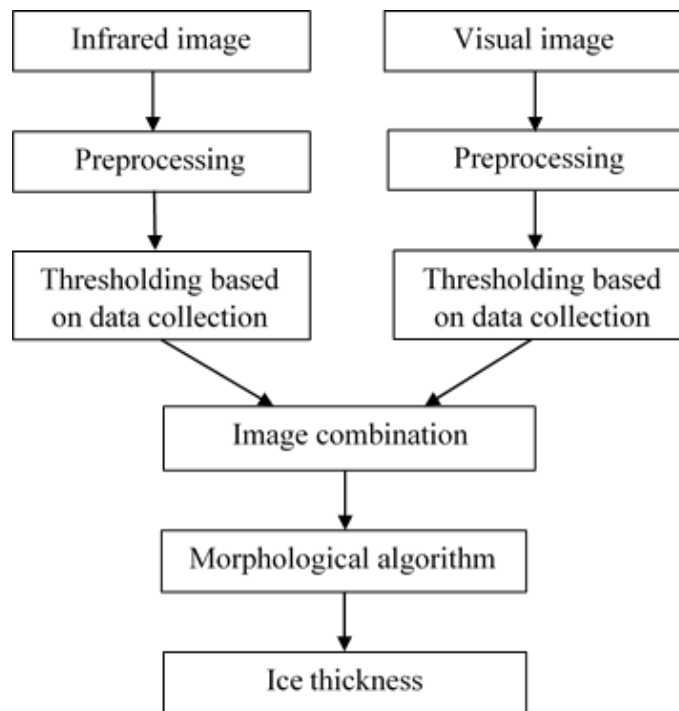 Infrared image
Visual image
Preprocessing
Preprocessing
Thresholding based
on data collection
Thresholding based
on data collection
Image combination
Morphological algorithm
Ice thickness